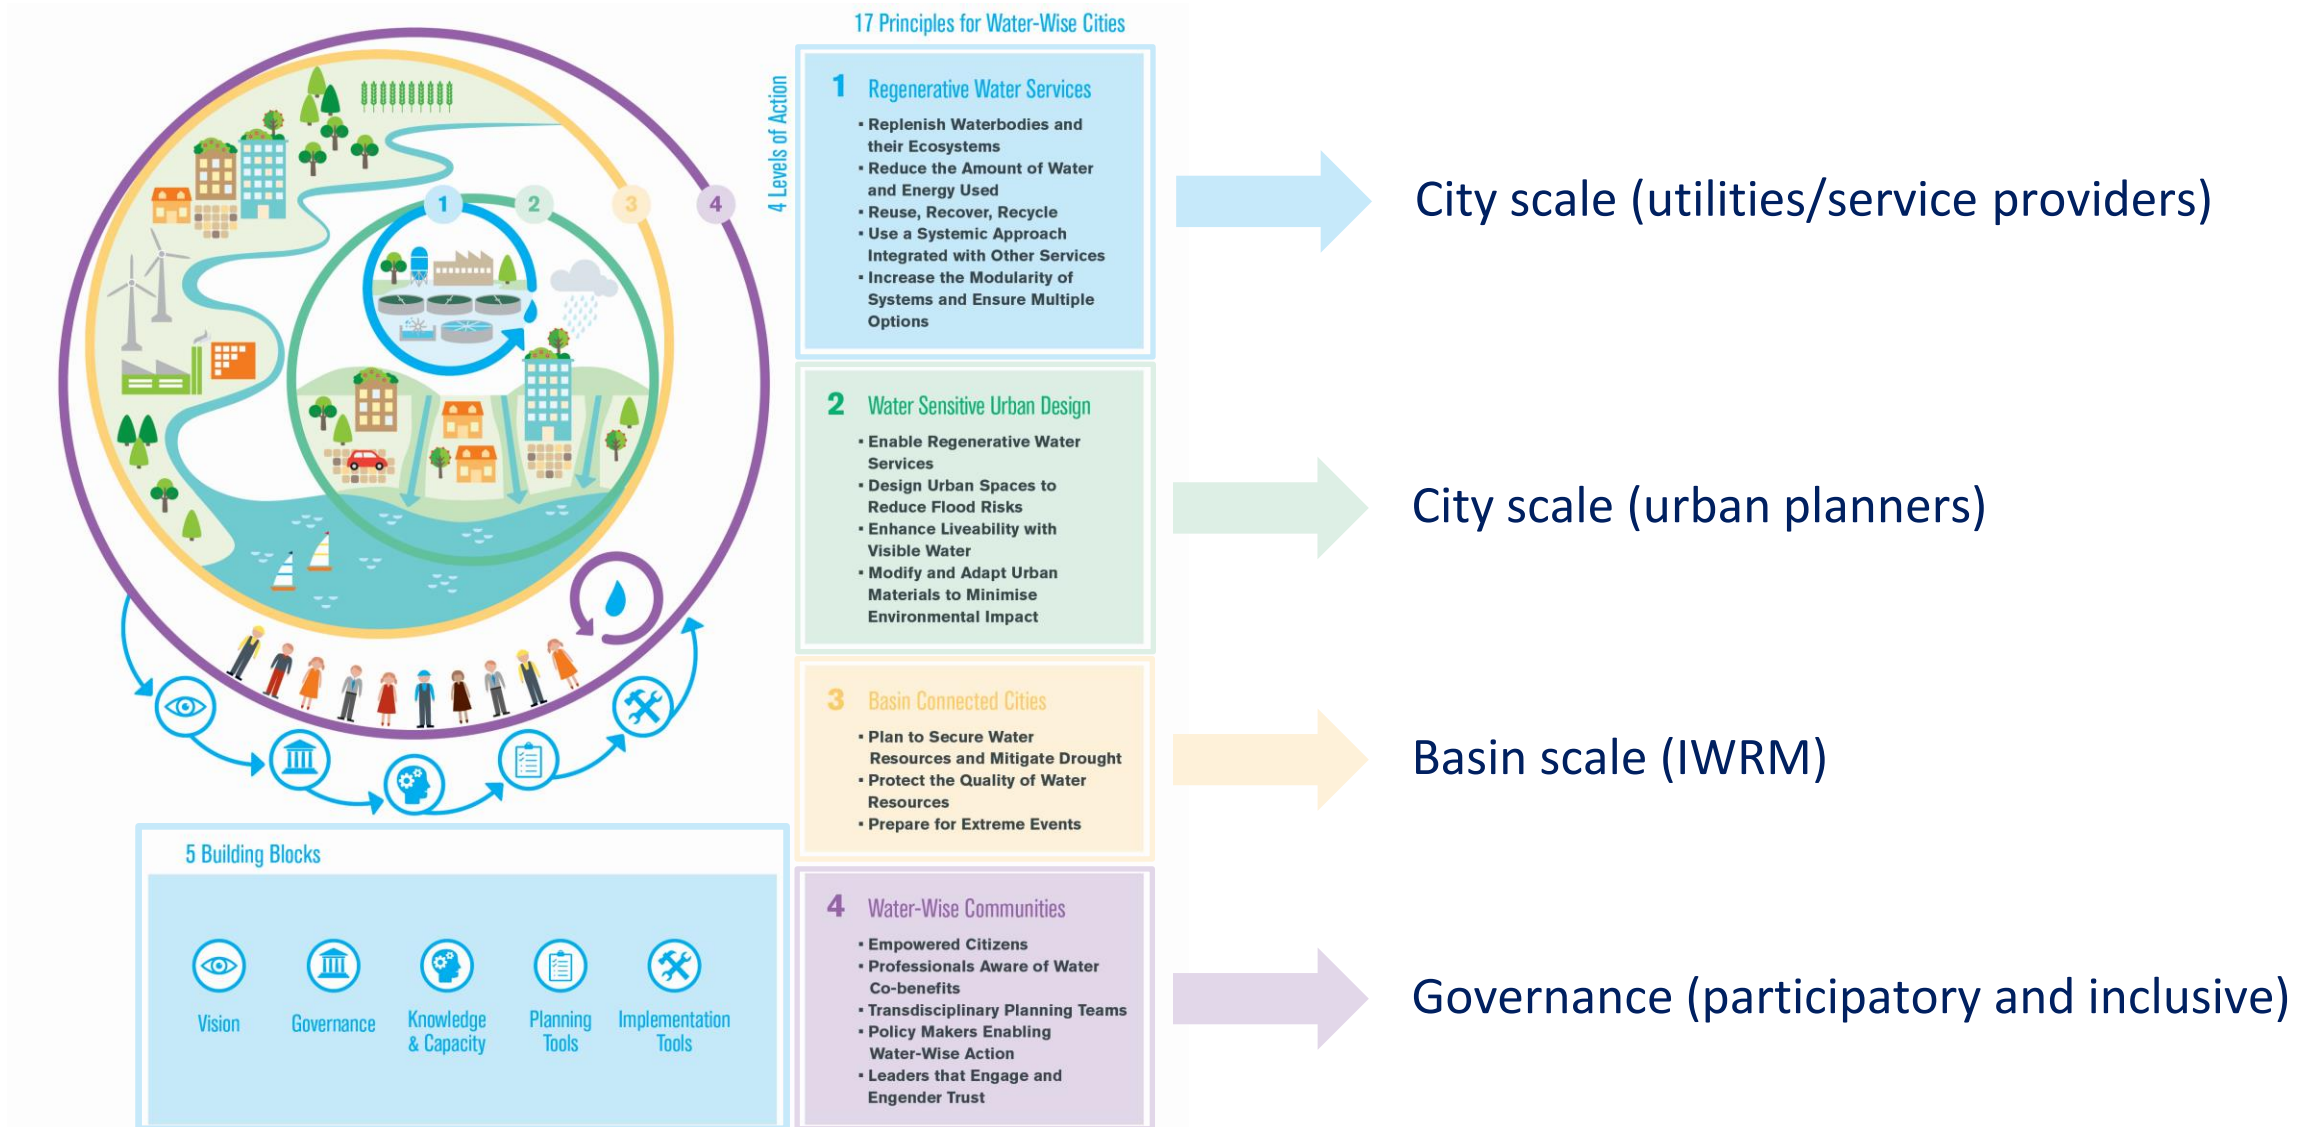 17 Principles for Water-Wise Cities
4 Levels of Action
1 2 3 4
1 Regenerative Water Services
▪ Replenish Waterbodies and
their Ecosystems
▪ Reduce the Amount of Water
and Energy Used
▪ Reuse, Recover, Recycle
▪ Use a Systemic Approach
Integrated with Other Services
▪ Increase the Modularity of
Systems and Ensure Multiple
Options
City scale (utilities/service providers)
2 Water Sensitive Urban Design
▪ Enable Regenerative Water
Services
▪ Design Urban Spaces to
Reduce Flood Risks
▪ Enhance Liveability with
Visible Water
▪ Modify and Adapt Urban
Materials to Minimise
Environmental Impact
City scale (urban planners)
3 Basin Connected Cities
▪ Plan to Secure Water
Resources and Mitigate Drought
▪ Protect the Quality of Water
Resources
▪ Prepare for Extreme Events
Basin scale (IWRM)
4 Water-Wise Communities
▪ Empowered Citizens
▪ Professionals Aware of Water
Co-benefits
▪ Transdisciplinary Planning Teams
▪ Policy Makers Enabling
Water-Wise Action
▪ Leaders that Engage and
Engender Trust
Governance (participatory and inclusive)
5 Building Blocks
Vision
Governance
Knowledge
& Capacity
Planning
Tools
Implementation
Tools